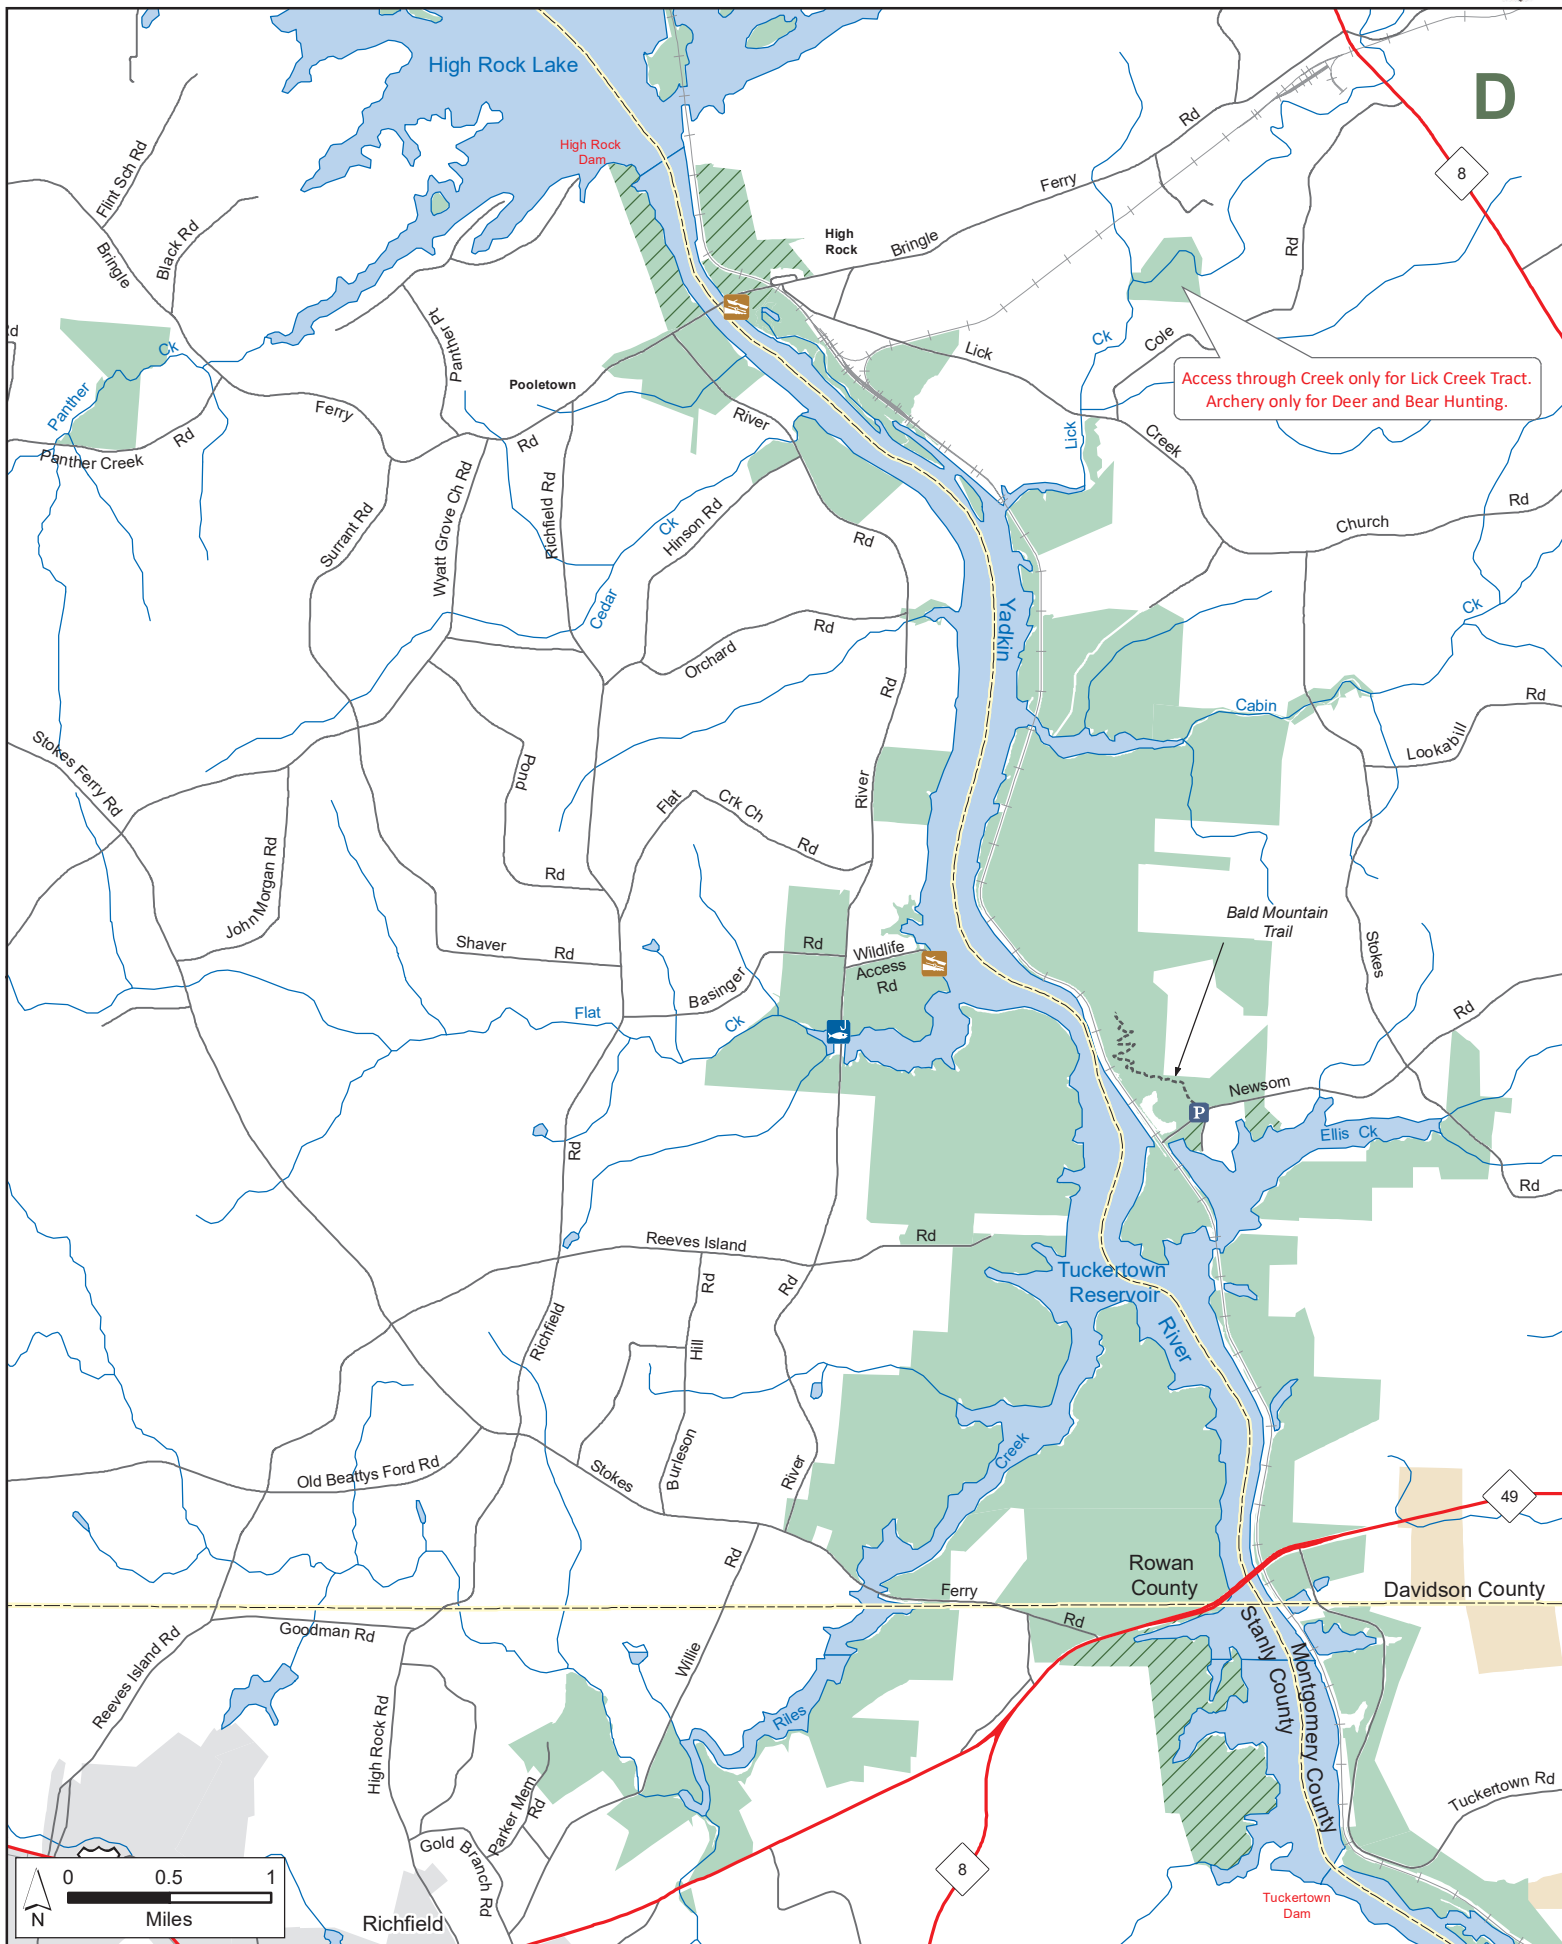 High Rock Lake
D
High Rock
Dam
Rd
8
Flint Sch Rd
Black Rd
Bringle
Ferry
High
Rock
Bringle
Rd
Rd
Ck
Panther
Panther Creek
Rd
Panther Pt
Pooletown
Ferry
Rd
River
Lick
Ck
Cole
Access through Creek only for Lick Creek Tract.
Archery only for Deer and Bear Hunting.
Lick
Creek
Church
Rd
Surrant Rd
Wyatt Grove Ch Rd
Richfield Rd
Ck
Hinson Rd
Rd
Cedar
Yadkin
Ck
Orchard
Rd
Rd
Cabin
Rd
Lookabill
Stokes Ferry Rd
Pond
Rd
Flat
Crk Ch
Rd
River
John Morgan Rd
Shaver
Rd
Basinger
Rd
Wildlife
Access
Rd
Bald Mountain
Trail
Stokes
Flat
Ck
Rd
Newsom
P
Ellis Ck
Rd
Rd
Reeves Island
Rd
Tuckertown
Reservoir
Rd
Rd
Hill
Richfield
River
Old Beattys Ford Rd
Stokes
Burleson
River
Creek
49
Rowan
County
Davidson County
Rd
Ferry
Rd
Goodman Rd
Reeves Island Rd
Willie
Stanly County
Montgomery County
High Rock Rd
Riles
Parker Mem
Rd
Tuckertown Rd
Gold
Branch Rd
8
0 0.5 1
Miles
N
Richfield
Tuckertown
Dam